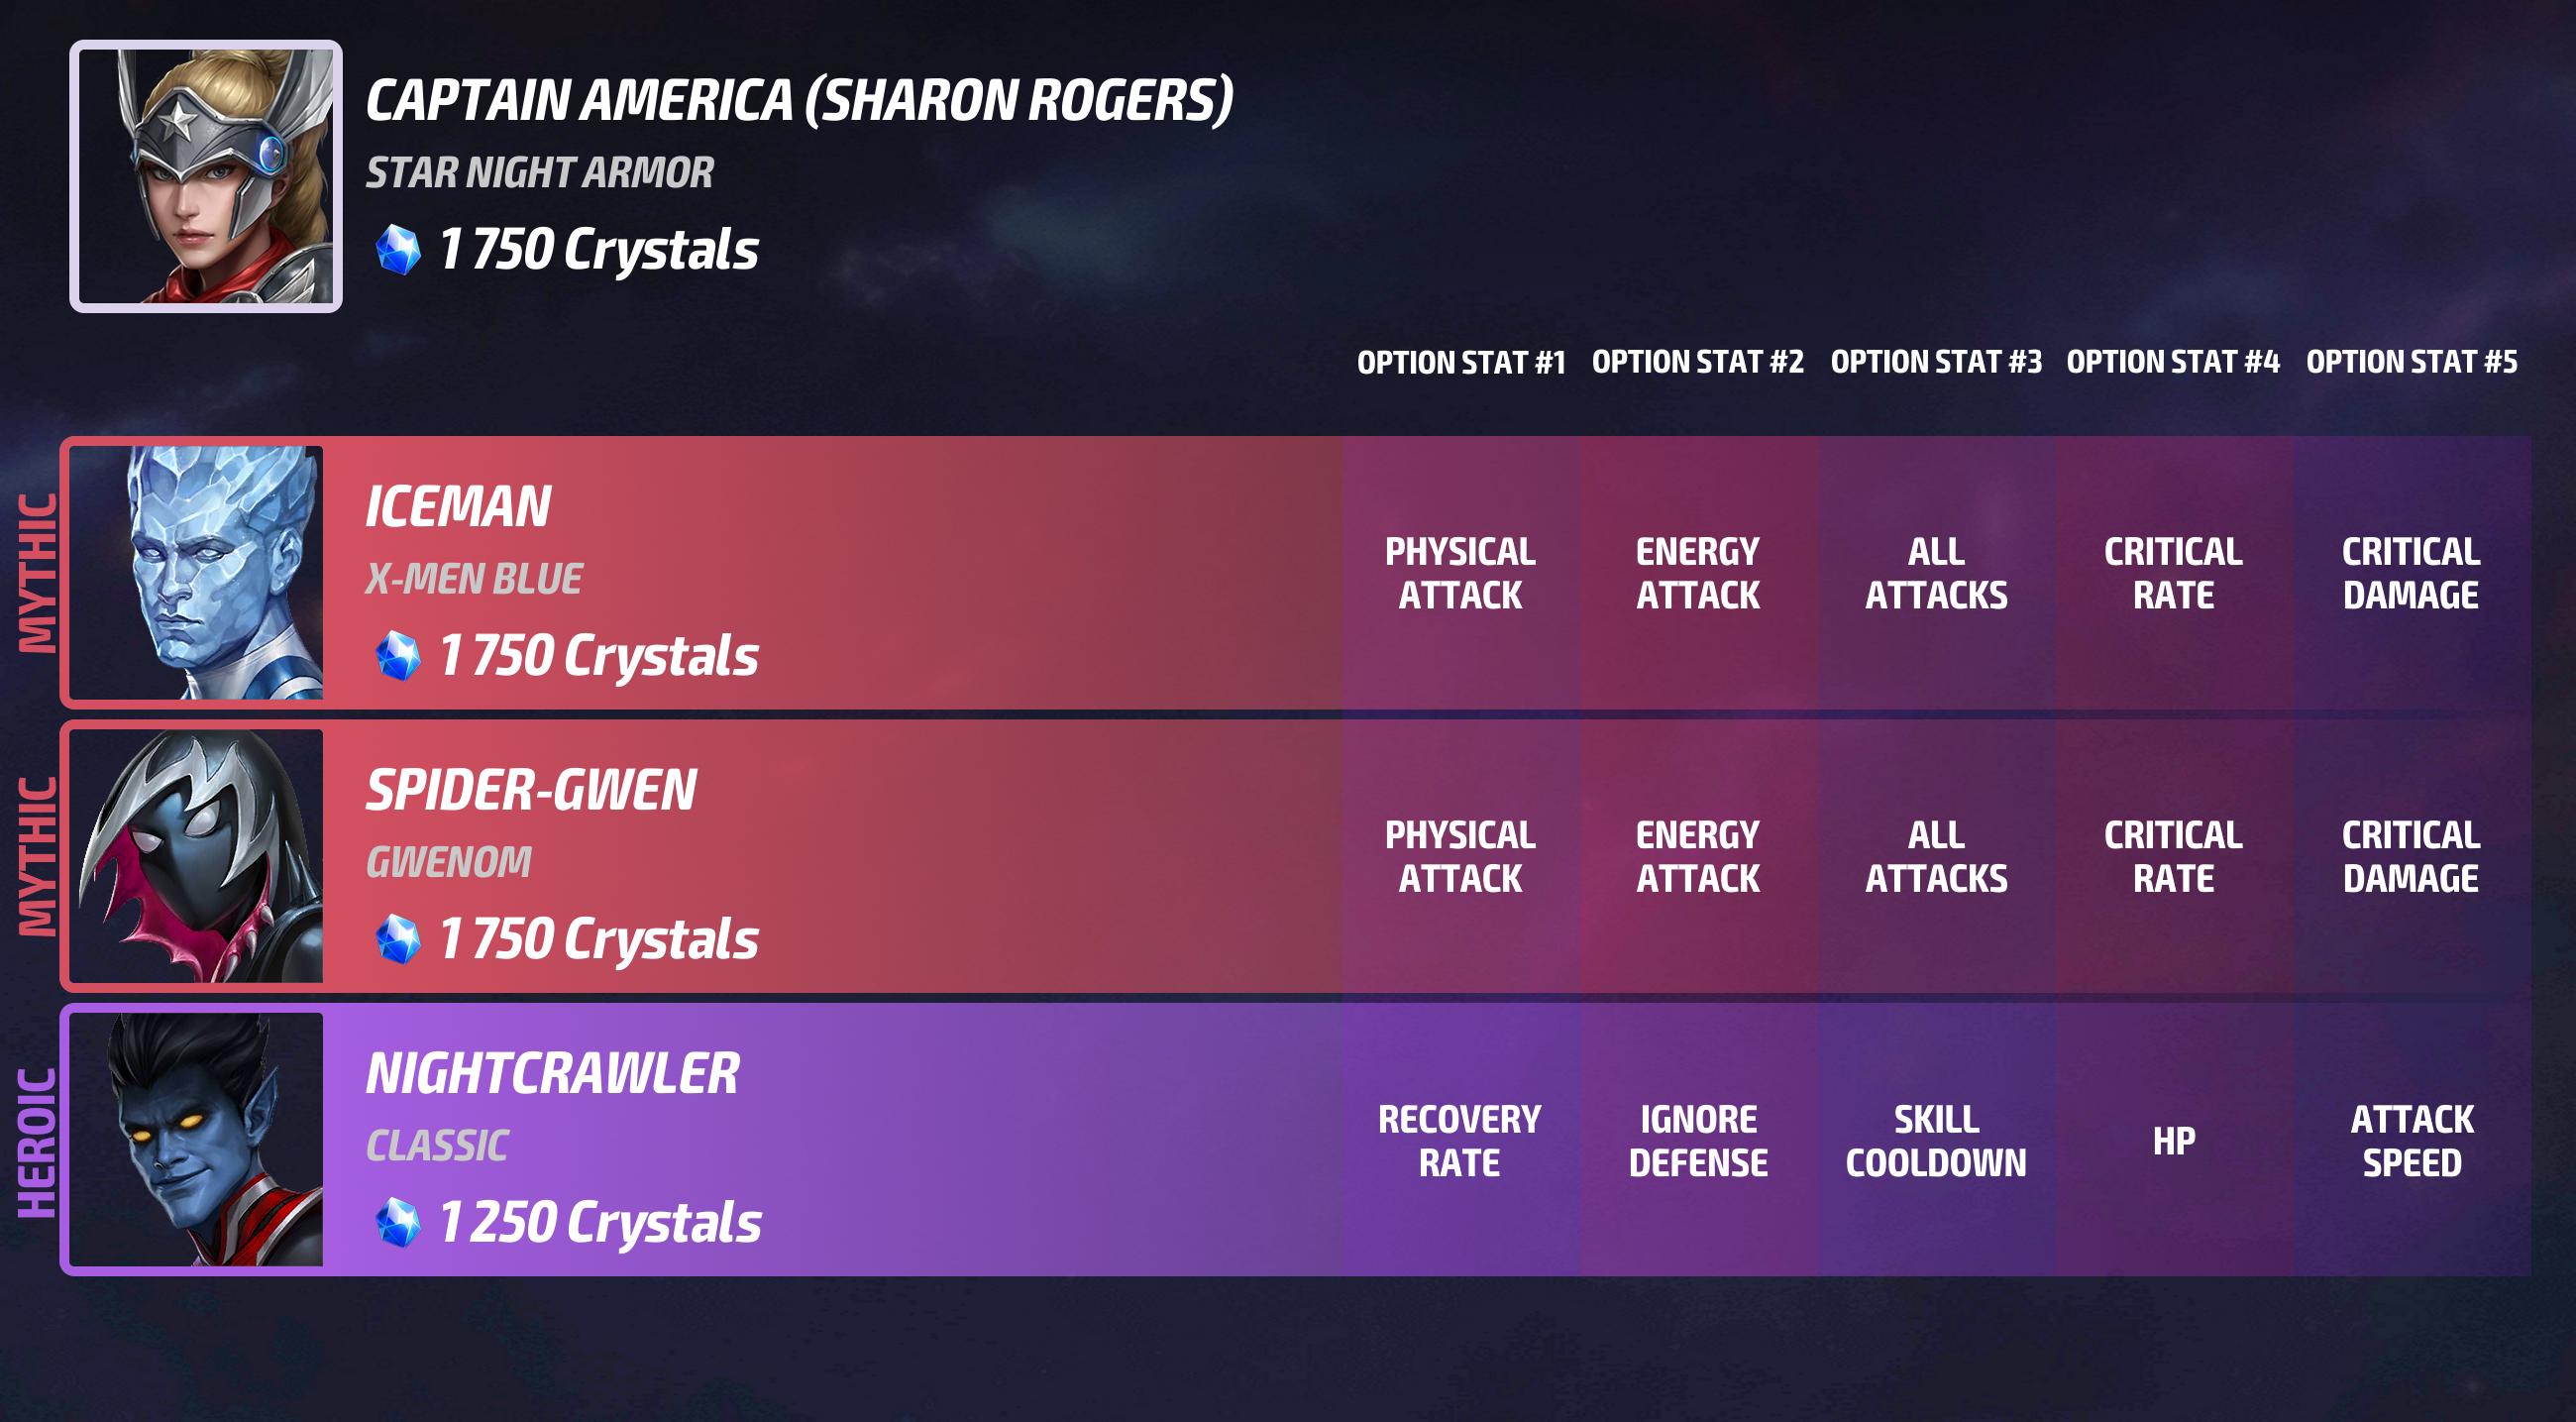 CAPTAIN AMERICA (SHARON ROGERS)
STAR NIGHT ARMOR
1 750 Crystals
OPTION STAT #1 OPTION STAT #2 OPTION STAT #3 OPTION STAT #4 OPTION STAT #5
MYTHIC
ICEMAN
X-MEN BLUE
1 750 Crystals
PHYSICAL
ATTACK
ENERGY
ATTACK
ALL
ATTACKS
CRITICAL
RATE
CRITICAL
DAMAGE
MYTHIC
SPIDER-GWEN
GWENOM
1 750 Crystals
PHYSICAL
ATTACK
ENERGY
ATTACK
ALL
ATTACKS
CRITICAL
RATE
CRITICAL
DAMAGE
HEROIC
NIGHTCRAWLER
CLASSIC
1 250 Crystals
RECOVERY
RATE
IGNORE
DEFENSE
SKILL
COOLDOWN
HP
ATTACK
SPEED